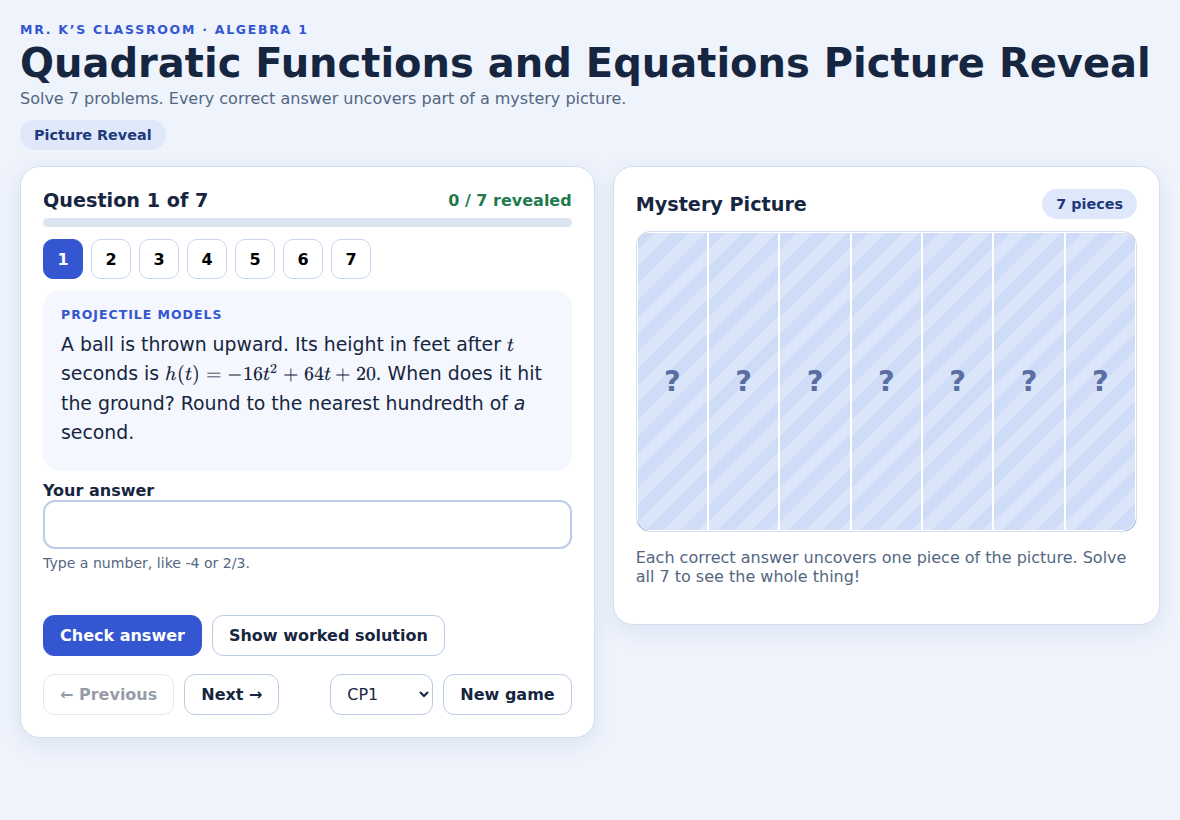 MR. K’S CLASSROOM · ALGEBRA 1
Quadratic Functions and Equations Picture Reveal
Solve 7 problems. Every correct answer uncovers part of a mystery picture.
Picture Reveal
Question 1 of 7
0 / 7 revealed
1 2 3 4 5 6 7
PROJECTILE MODELS
A ball is thrown upward. Its height in feet after t
seconds is h(t) = −16t² + 64t + 20. When does it hit
the ground? Round to the nearest hundredth of a
second.
Your answer
Type a number, like -4 or 2/3.
Check answer
Show worked solution
← Previous
Next →
CP1
New game
Mystery Picture
7 pieces
? ? ? ? ? ? ?
Each correct answer uncovers one piece of the picture. Solve
all 7 to see the whole thing!